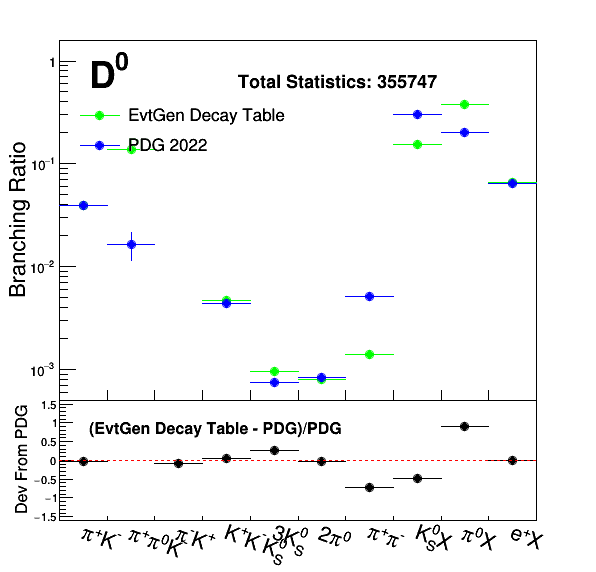 D⁰
Total Statistics: 355747
EvtGen Decay Table
PDG 2022
Branching Ratio
1
10⁻¹
10⁻²
10⁻³
(EvtGen Decay Table - PDG)/PDG
Dev From PDG
1.5
1
0.5
0
−0.5
−1
−1.5
π⁺K⁻
π⁺π⁰K⁻
π⁻K⁺
K⁺K⁻K⁰S
3K⁰S
2π⁰
π⁺π⁻
K⁰S X
π⁰X
e⁺X